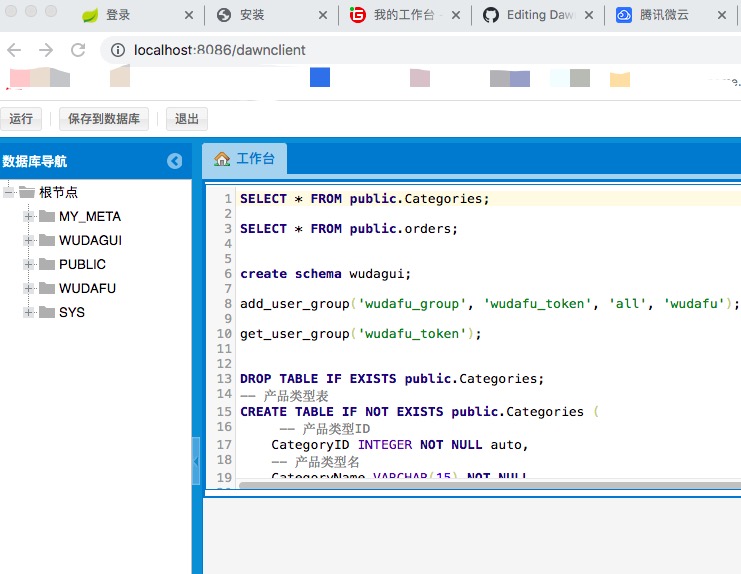 登录
安装
我的工作台 -
Editing Daw
腾讯微云
localhost:8086/dawnclient
运行
保存到数据库
退出
数据库导航
工作台
根节点
MY_META
WUDAGUI
PUBLIC
WUDAFU
SYS
1 SELECT * FROM public.Categories;
2
3 SELECT * FROM public.orders;
4
5
6 create schema wudagui;
7
8 add_user_group('wudafu_group', 'wudafu_token', 'all', 'wudafu');
9
10 get_user_group('wudafu_token');
11
12
13 DROP TABLE IF EXISTS public.Categories;
14 -- 产品类型表
15 CREATE TABLE IF NOT EXISTS public.Categories (
16 -- 产品类型ID
17 CategoryID INTEGER NOT NULL auto,
18 -- 产品类型名
19 CategoryName VARCHAR(15) NOT NULL